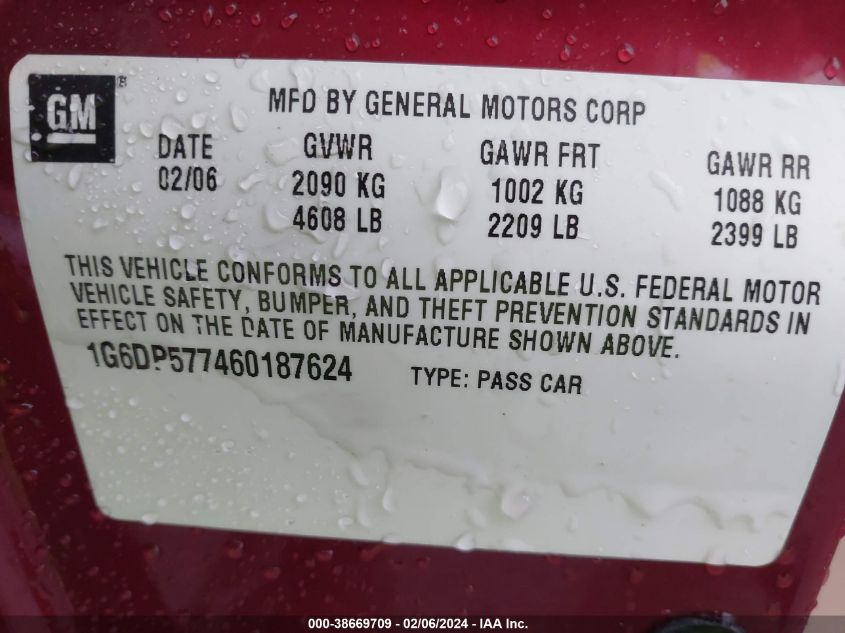 GM ®
MFD BY GENERAL MOTORS CORP
DATE GVWR GAWR FRT GAWR RR
02/06 2090 KG 1002 KG 1088 KG
4608 LB 2209 LB 2399 LB
THIS VEHICLE CONFORMS TO ALL APPLICABLE U.S. FEDERAL MOTOR
VEHICLE SAFETY, BUMPER, AND THEFT PREVENTION STANDARDS IN
EFFECT ON THE DATE OF MANUFACTURE SHOWN ABOVE.
1G6DP577460187624 TYPE: PASS CAR
000-38669709 - 02/06/2024 - IAA Inc.